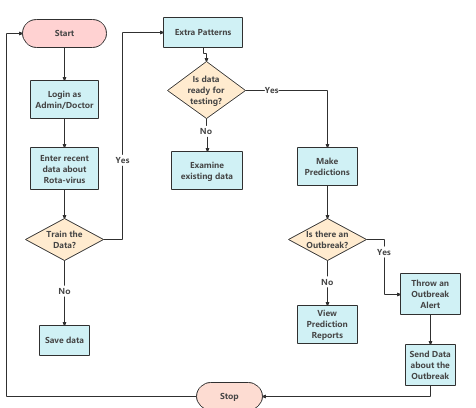 Start
Login as
Admin/Doctor
Enter recent
data about
Rota-virus
Train the
Data?
Yes
No
Save data
Extra Patterns
Is data
ready for
testing?
Yes
No
Examine
existing data
Make
Predictions
Is there an
Outbreak?
Yes
No
View
Prediction
Reports
Throw an
Outbreak
Alert
Send Data
about the
Outbreak
Stop